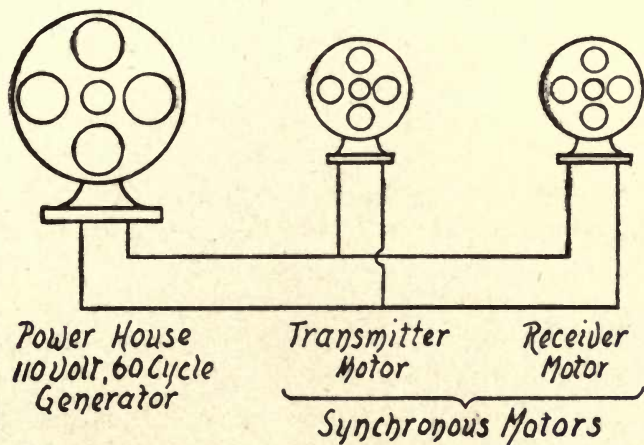 Power House
110 Volt, 60 Cycle
Generator
Transmitter
Motor
Receiver
Motor
Synchronous Motors